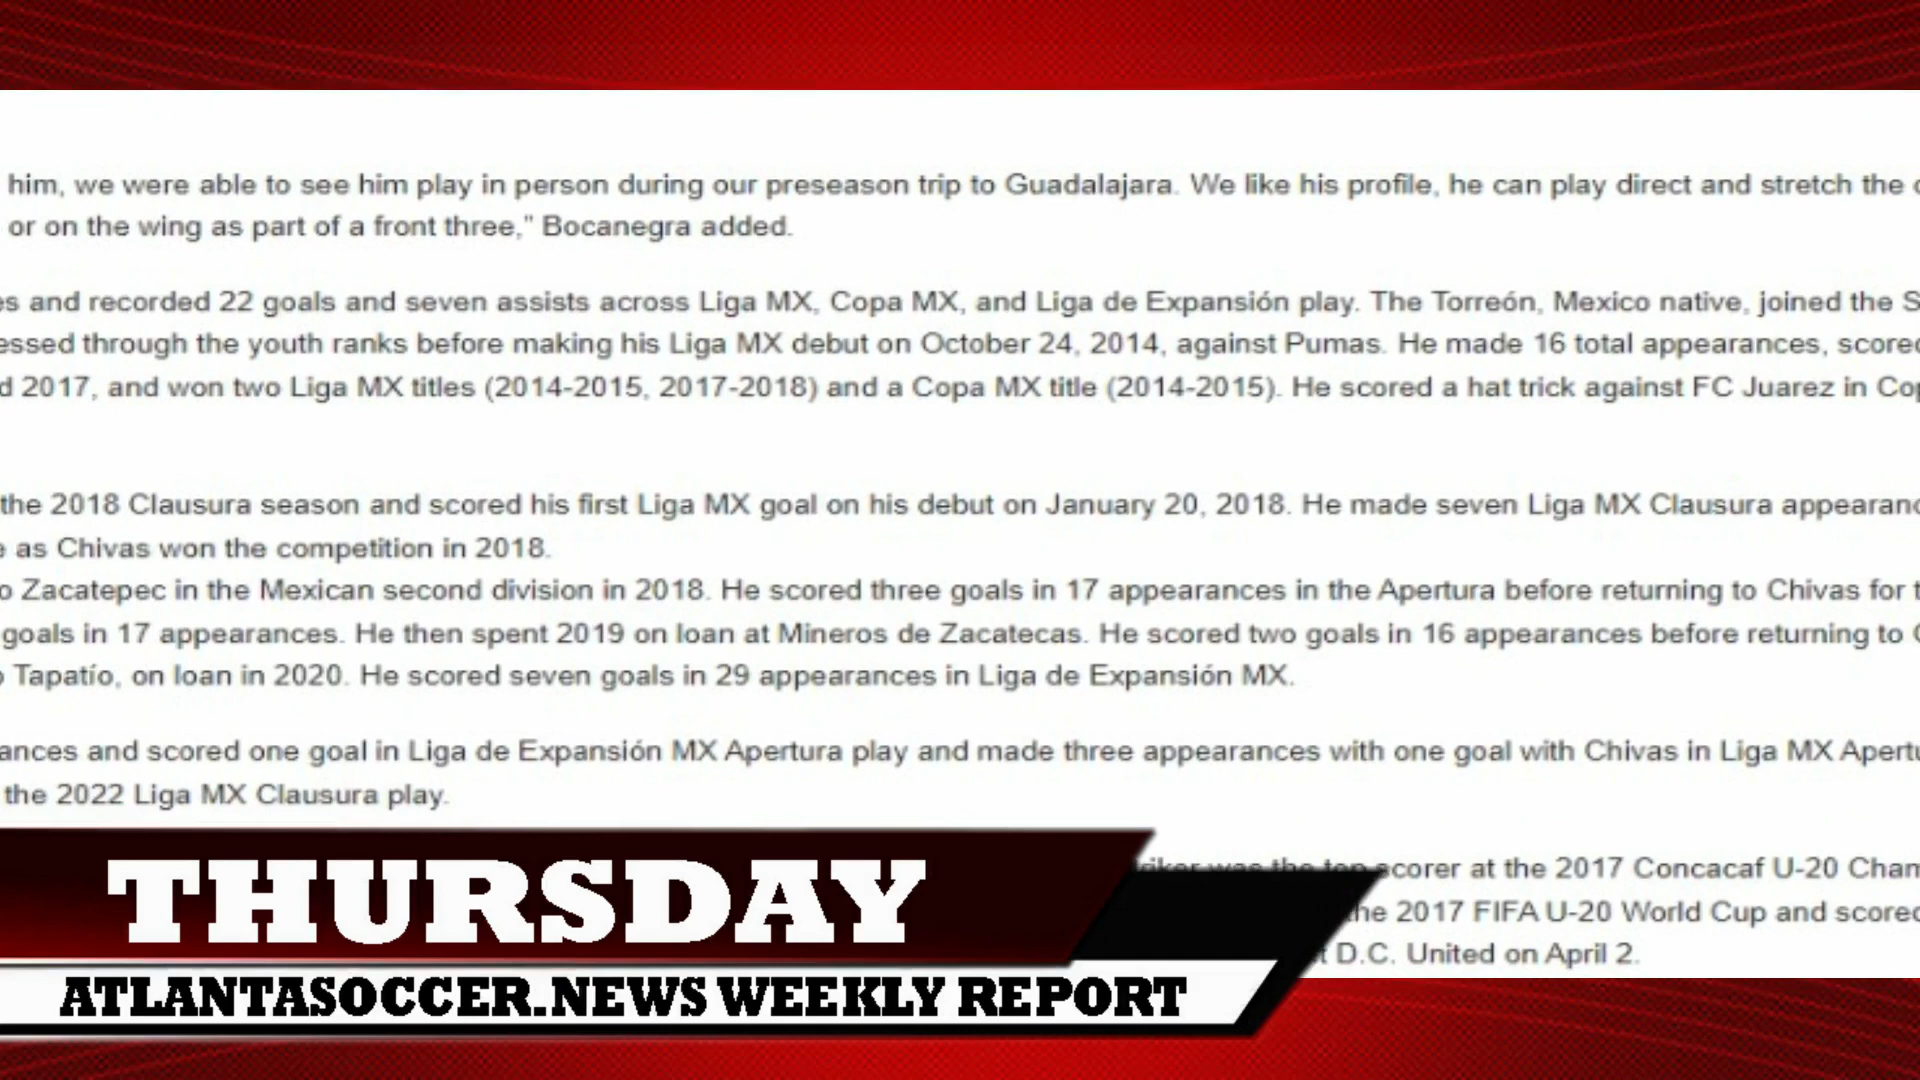 him, we were able to see him play in person during our preseason trip to Guadalajara. We like his profile, he can play direct and stretch the
or on the wing as part of a front three," Bocanegra added.
and recorded 22 goals and seven assists across Liga MX, Copa MX, and Liga de Expansión play. The Torreón, Mexico native, joined the
through the youth ranks before making his Liga MX debut on October 24, 2014, against Pumas. He made 16 total appearances,
2017, and won two Liga MX titles (2014-2015, 2017-2018) and a Copa MX title (2014-2015). He scored a hat trick against FC Juarez in
the 2018 Clausura season and scored his first Liga MX goal on his debut on January 20, 2018. He made seven Liga MX Clausura
as Chivas won the competition in 2018.
Zacatepec in the Mexican second division in 2018. He scored three goals in 17 appearances in the Apertura before returning to Chivas for
goals in 17 appearances. He then spent 2019 on loan at Mineros de Zacatecas. He scored two goals in 16 appearances before returning to
Tapatío, on loan in 2020. He scored seven goals in 29 appearances in Liga de Expansión MX.
and scored one goal in Liga de Expansión MX Apertura play and made three appearances with one goal with Chivas in Liga MX
the 2022 Liga MX Clausura play.
was the top scorer at the 2017 Concacaf U-20
the 2017 FIFA U-20 World Cup and
D.C. United on April 2.
THURSDAY
ATLANTASOCCER.NEWS WEEKLY REPORT